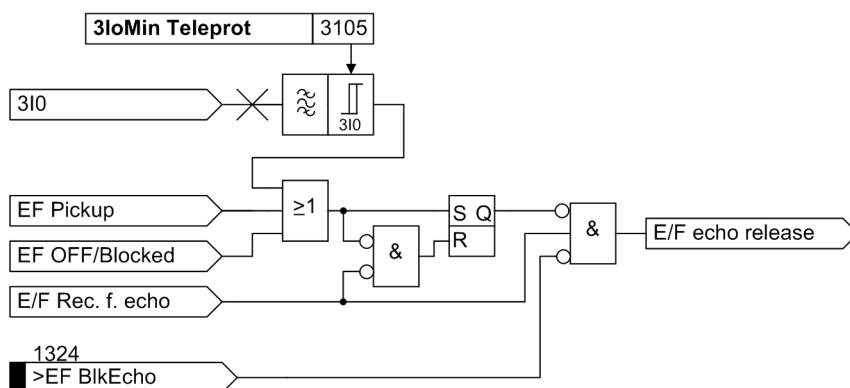 3IoMin Teleprot 3105
3I0
3I0
EF Pickup
≥1
S Q
&
E/F echo release
EF OFF/Blocked
&
R
E/F Rec. f. echo
1324
>EF BlkEcho